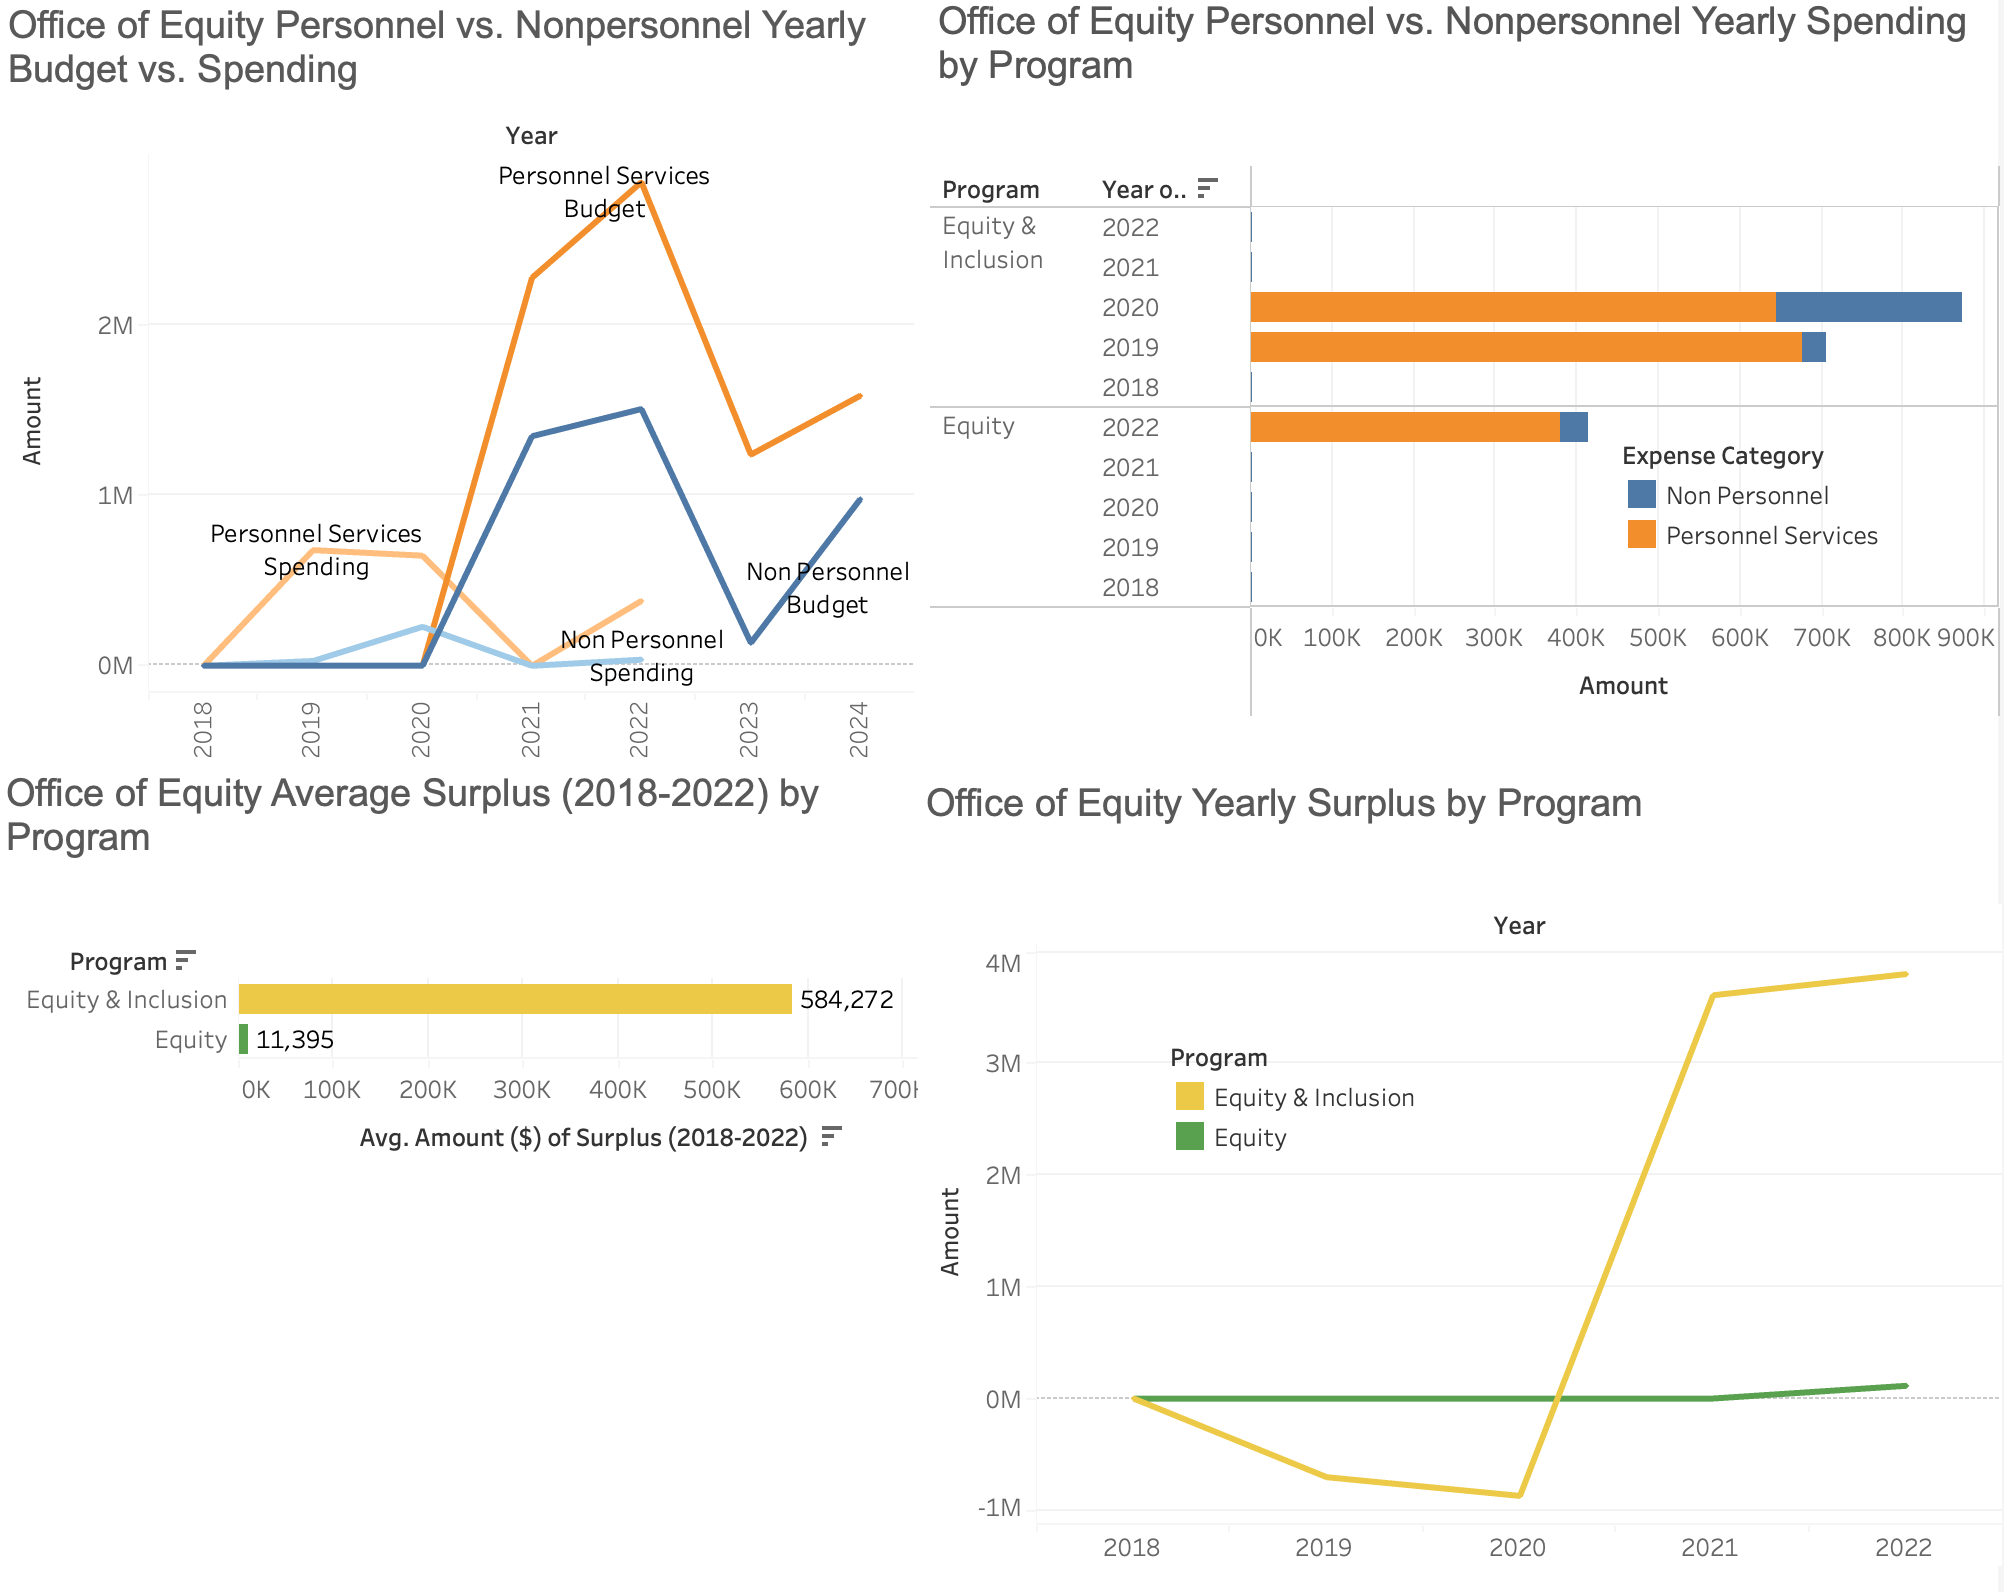 Office of Equity Personnel vs. Nonpersonnel Yearly
Budget vs. Spending
Year
Personnel Services
Budget
2M
Amount
1M
Personnel Services
Spending
Non Personnel
Budget
Non Personnel
Spending
0M
2018
2019
2020
2021
2022
2023
2024
Office of Equity Personnel vs. Nonpersonnel Yearly Spending
by Program
Program
Year o..
Equity &
Inclusion
2022
2021
2020
2019
2018
Equity
2022
2021
2020
2019
2018
Expense Category
Non Personnel
Personnel Services
0K
100K
200K
300K
400K
500K
600K
700K
800K
900K
Amount
Office of Equity Average Surplus (2018-2022) by
Program
Program
Equity & Inclusion
584,272
Equity
11,395
0K
100K
200K
300K
400K
500K
600K
700K
Avg. Amount ($) of Surplus (2018-2022)
Office of Equity Yearly Surplus by Program
Year
4M
3M
2M
1M
0M
-1M
Amount
Program
Equity & Inclusion
Equity
2018
2019
2020
2021
2022